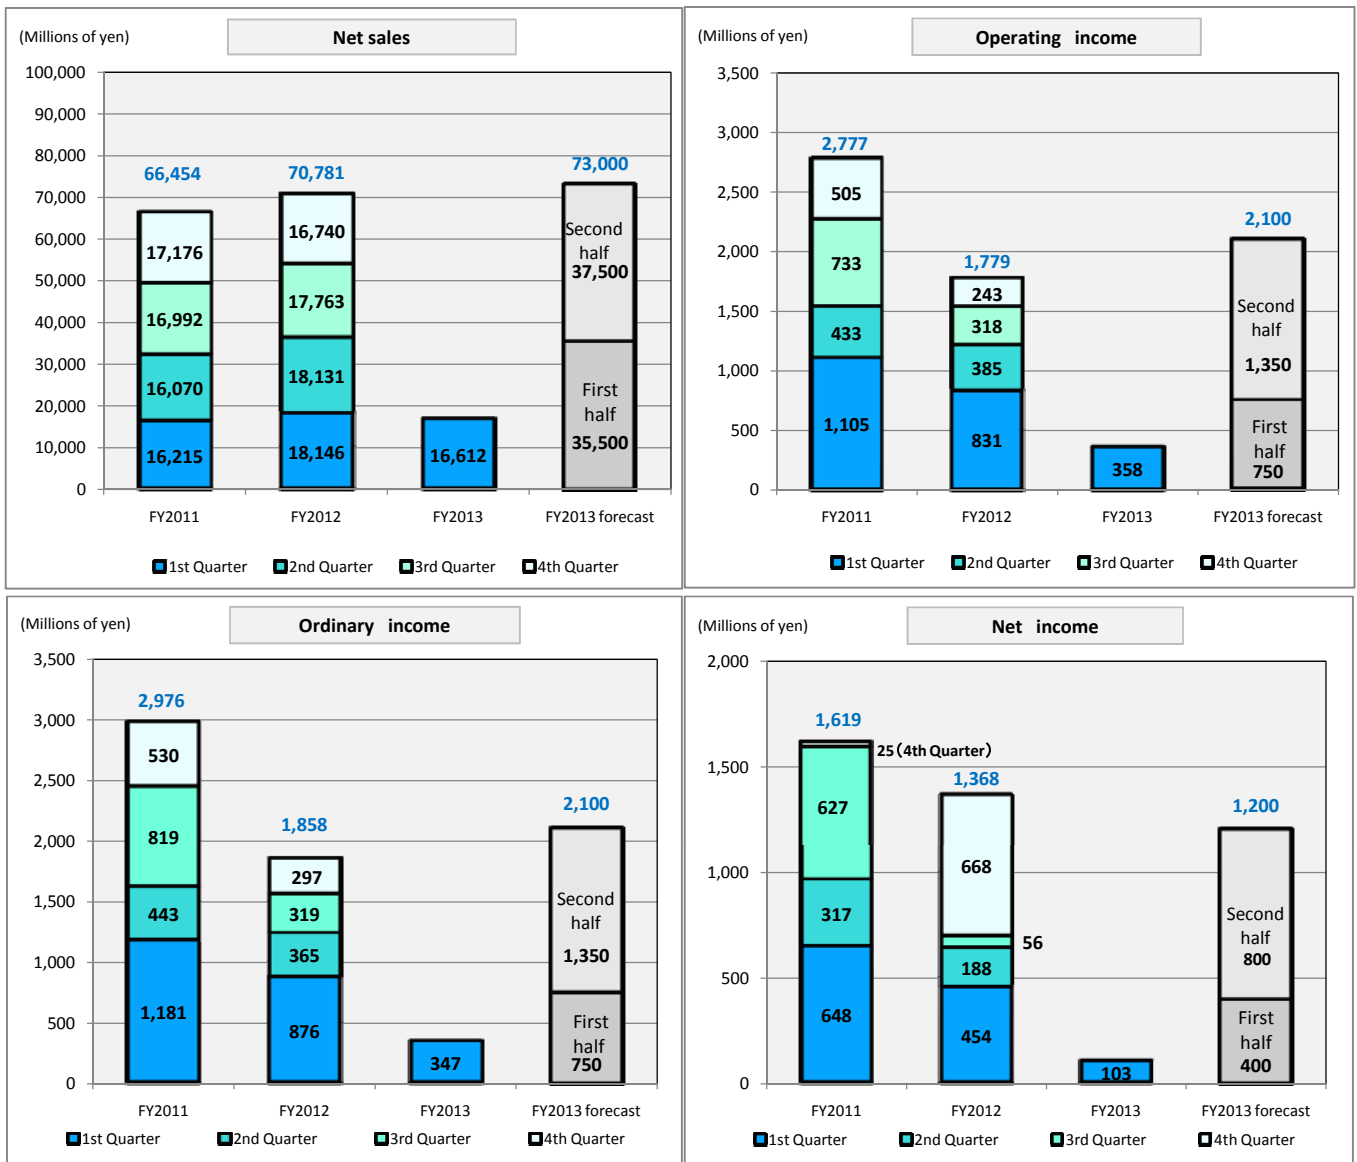 (Millions of yen)
Net sales
100,000
90,000
80,000
70,000
60,000
50,000
40,000
30,000
20,000
10,000
0
66,454
17,176
16,992
16,070
16,215
70,781
16,740
17,763
18,131
18,146
16,612
73,000
Second
half
37,500
First
half
35,500
FY2011
FY2012
FY2013
FY2013 forecast
1st Quarter
2nd Quarter
3rd Quarter
4th Quarter
(Millions of yen)
Operating income
3,500
3,000
2,500
2,000
1,500
1,000
500
0
2,777
505
733
433
1,105
1,779
243
318
385
831
358
2,100
Second
half
1,350
First
half
750
FY2011
FY2012
FY2013
FY2013 forecast
1st Quarter
2nd Quarter
3rd Quarter
4th Quarter
(Millions of yen)
Ordinary income
3,500
3,000
2,500
2,000
1,500
1,000
500
0
2,976
530
819
443
1,181
1,858
297
319
365
876
347
2,100
Second
half
1,350
First
half
750
FY2011
FY2012
FY2013
FY2013 forecast
1st Quarter
2nd Quarter
3rd Quarter
4th Quarter
(Millions of yen)
Net income
2,000
1,500
1,000
500
0
1,619
25(4th Quarter)
627
317
648
1,368
668
56
188
454
103
1,200
Second
half
800
First
half
400
FY2011
FY2012
FY2013
FY2013 forecast
1st Quarter
2nd Quarter
3rd Quarter
4th Quarter